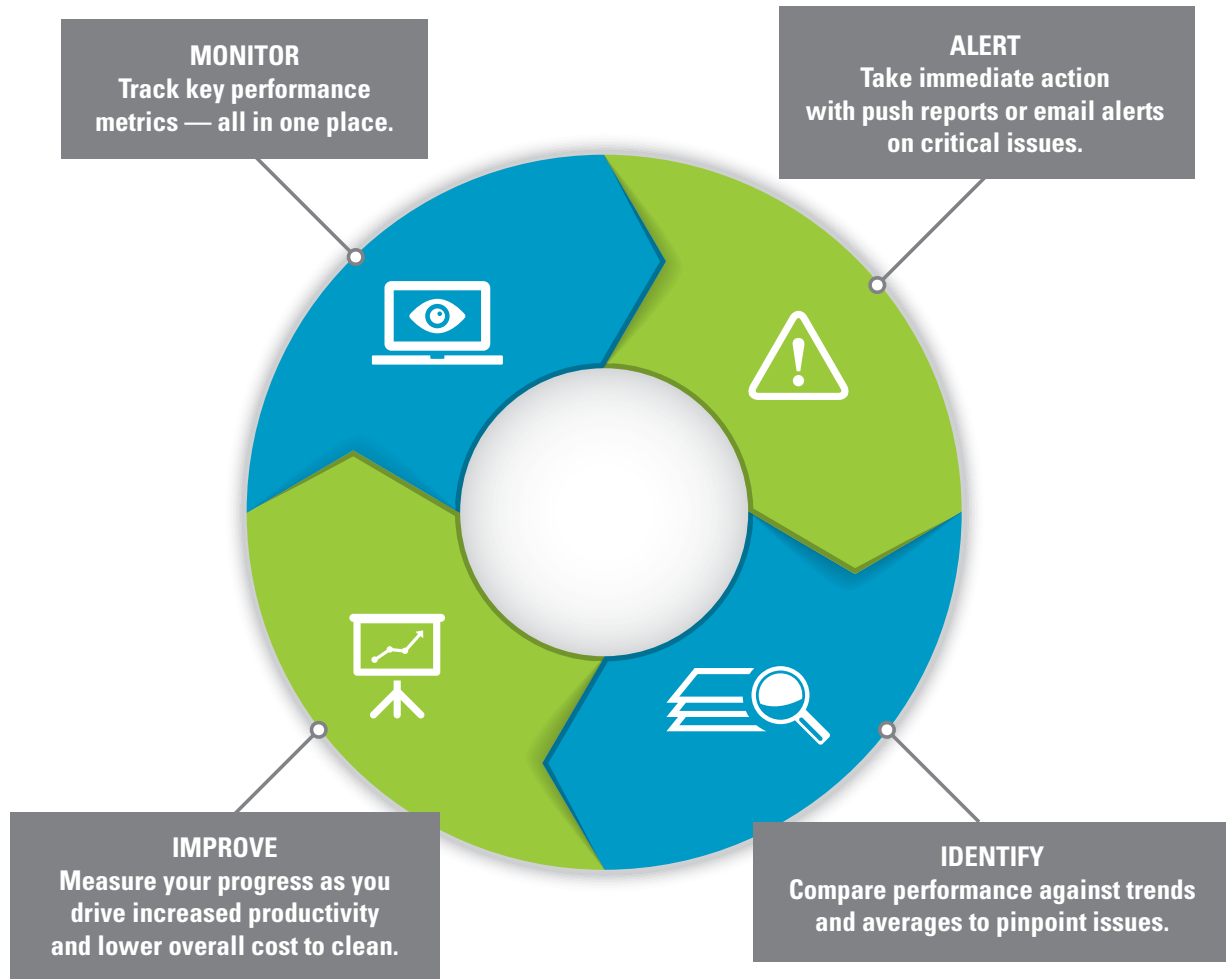 MONITOR
Track key performance
metrics — all in one place.
ALERT
Take immediate action
with push reports or email alerts
on critical issues.
IMPROVE
Measure your progress as you
drive increased productivity
and lower overall cost to clean.
IDENTIFY
Compare performance against trends
and averages to pinpoint issues.